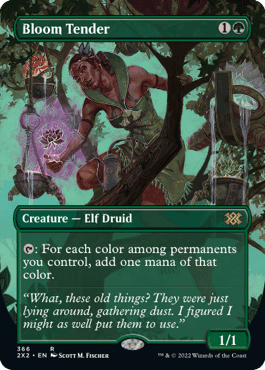 Bloom Tender 1
Creature — Elf Druid
: For each color among permanents
you control, add one mana of that
color.
“What, these old things? They were just
lying around, gathering dust. I figured I
might as well put them to use.”
1/1
366 R
2X2 • EN Scott M. Fischer ™ & © 2022 Wizards of the Coast